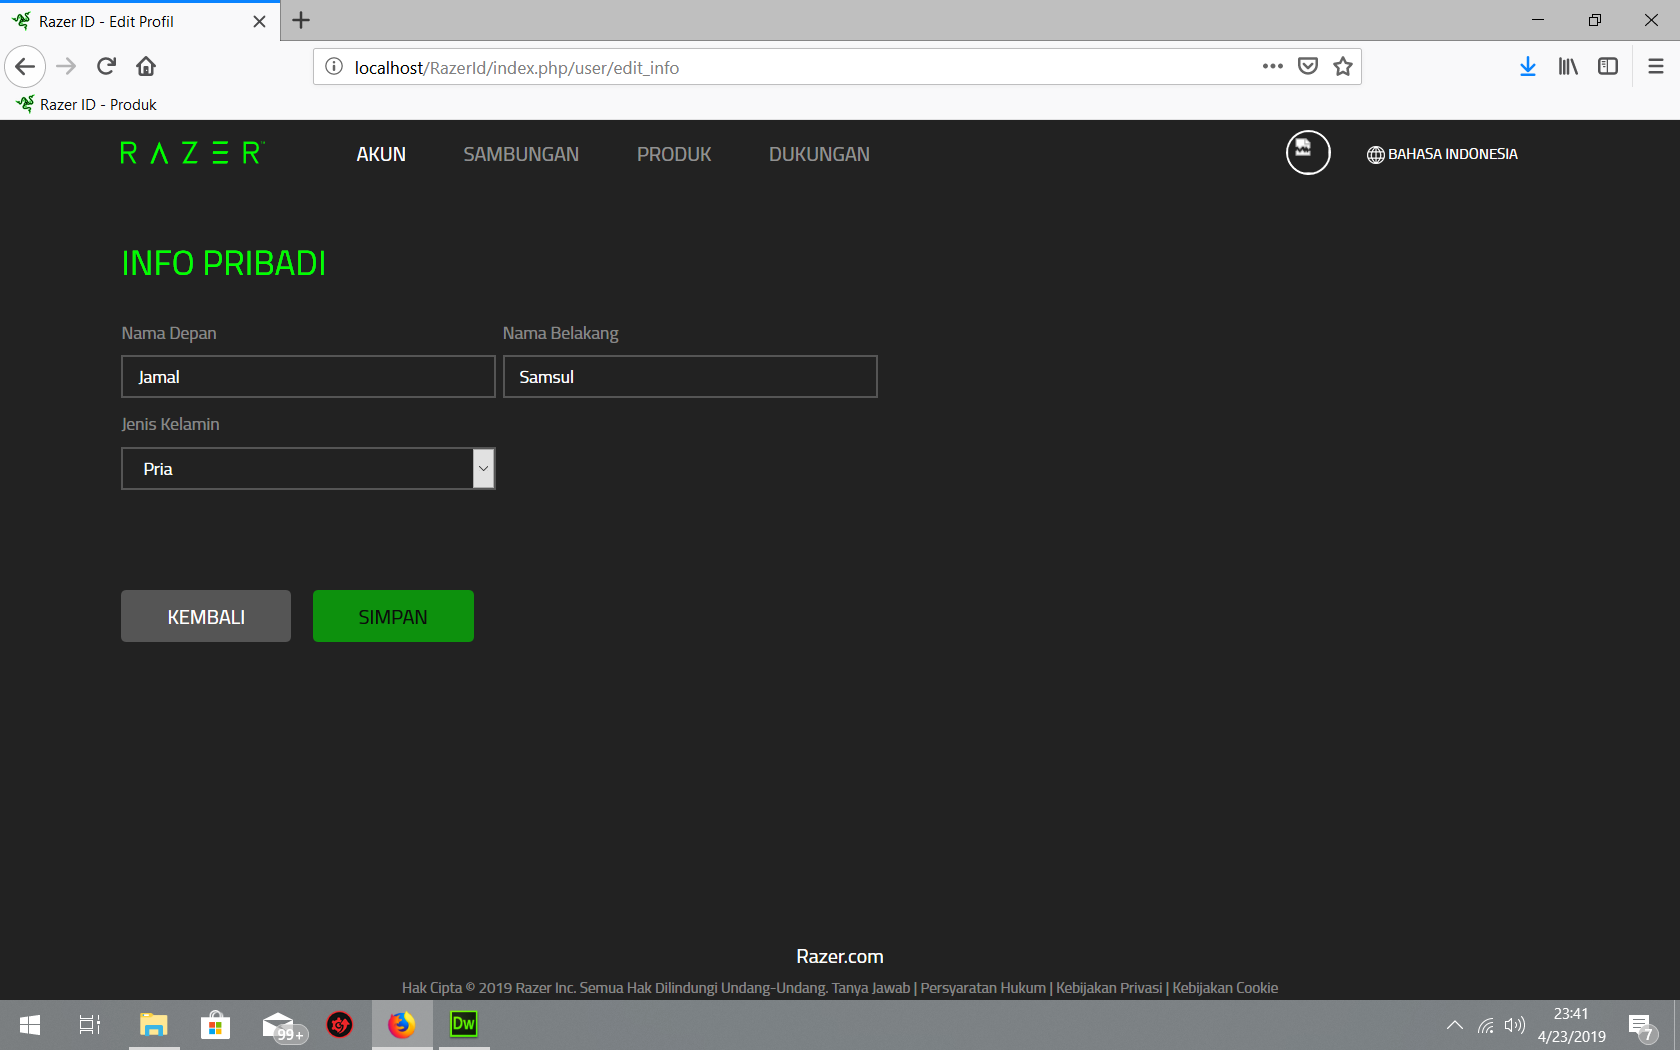 Razer ID - Edit Profil
localhost/RazerId/index.php/user/edit_info
Razer ID - Produk
RAZER AKUN SAMBUNGAN PRODUK DUKUNGAN BAHASA INDONESIA
INFO PRIBADI
Nama Depan Nama Belakang
Jamal Samsul
Jenis Kelamin
Pria
KEMBALI SIMPAN
Razer.com
Hak Cipta © 2019 Razer Inc. Semua Hak Dilindungi Undang-Undang. Tanya Jawab | Persyaratan Hukum | Kebijakan Privasi | Kebijakan Cookie
99+ Dw 23:41 7
4/23/2019